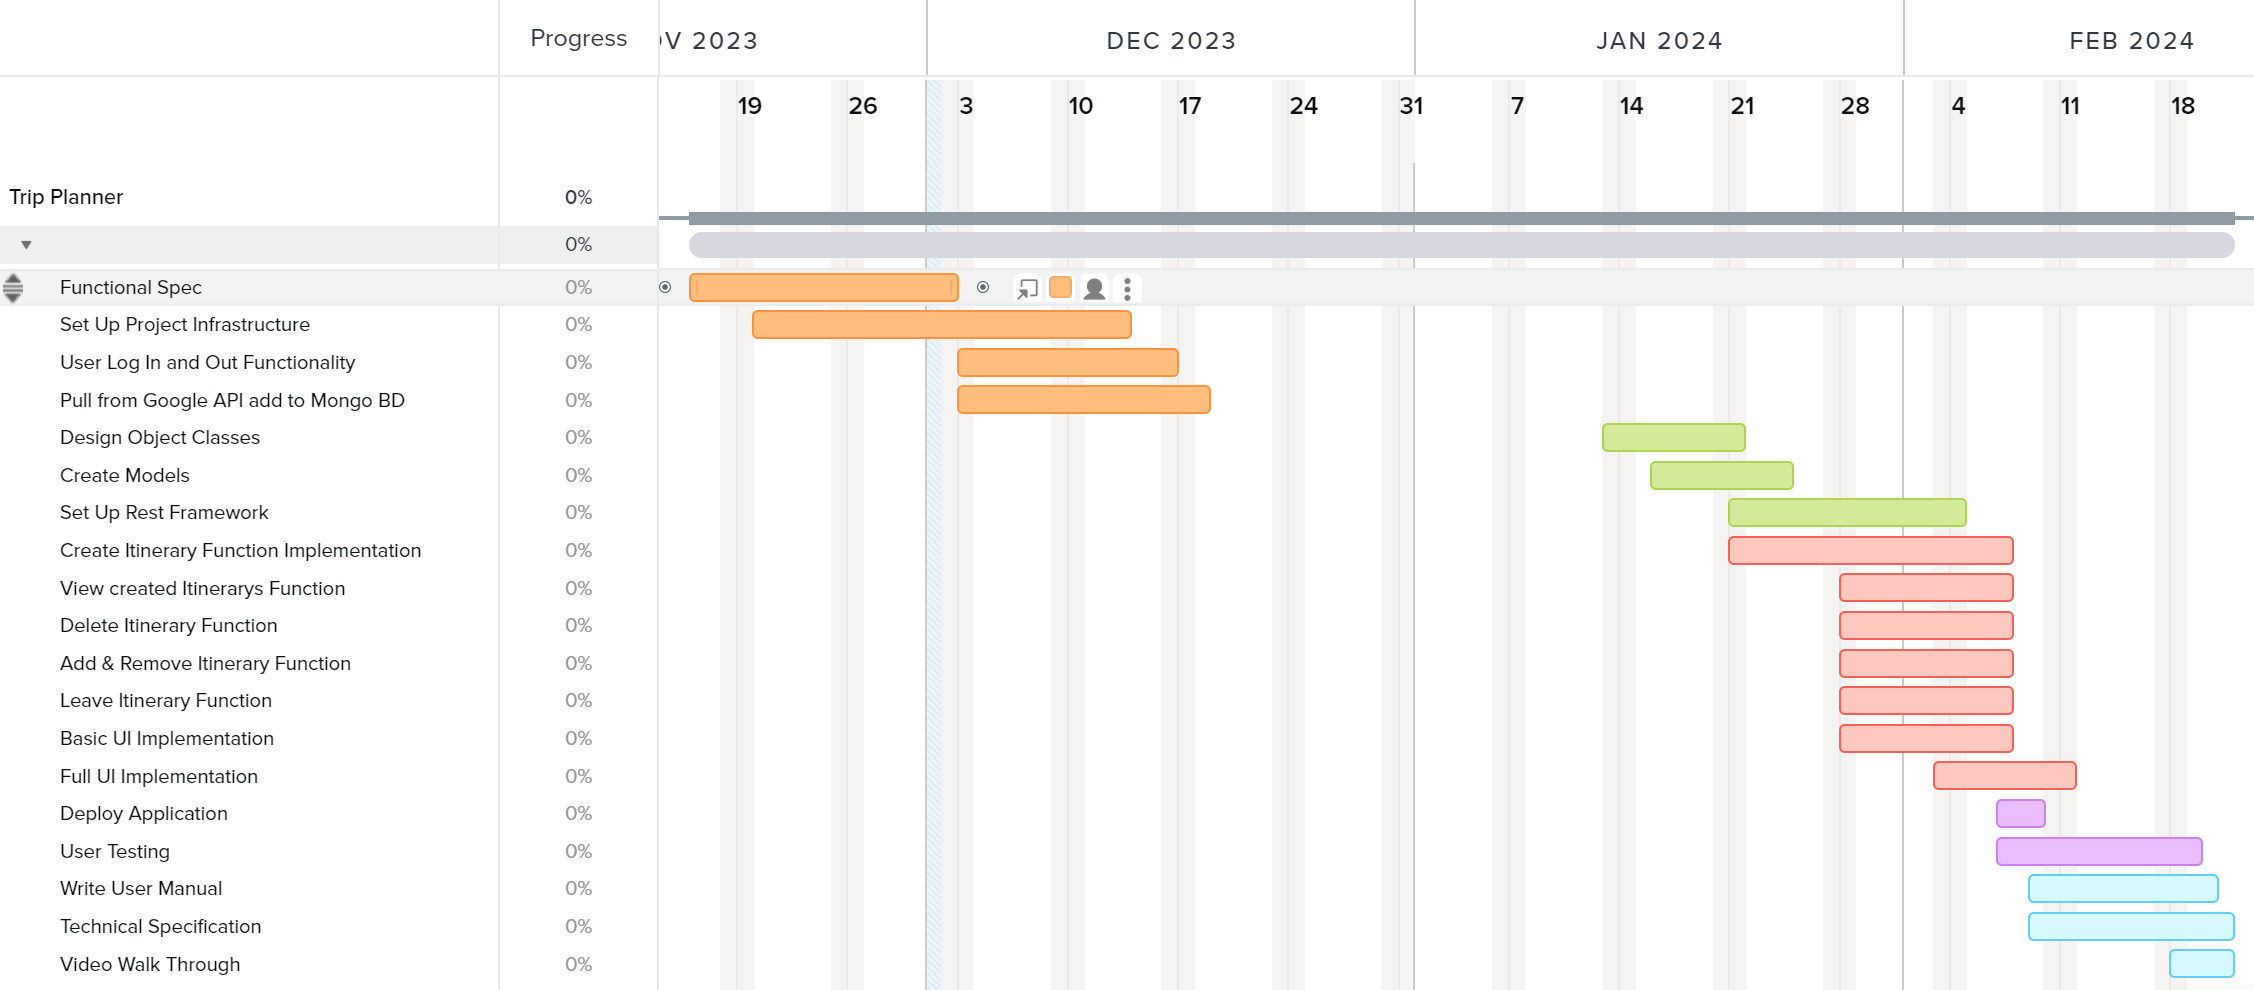 Progress
V 2023
DEC 2023
JAN 2024
FEB 2024
19 26 3 10 17 24 31 7 14 21 28 4 11 18
Trip Planner 0%
0%
Functional Spec 0%
Set Up Project Infrastructure 0%
User Log In and Out Functionality 0%
Pull from Google API add to Mongo BD 0%
Design Object Classes 0%
Create Models 0%
Set Up Rest Framework 0%
Create Itinerary Function Implementation 0%
View created Itinerarys Function 0%
Delete Itinerary Function 0%
Add & Remove Itinerary Function 0%
Leave Itinerary Function 0%
Basic UI Implementation 0%
Full UI Implementation 0%
Deploy Application 0%
User Testing 0%
Write User Manual 0%
Technical Specification 0%
Video Walk Through 0%